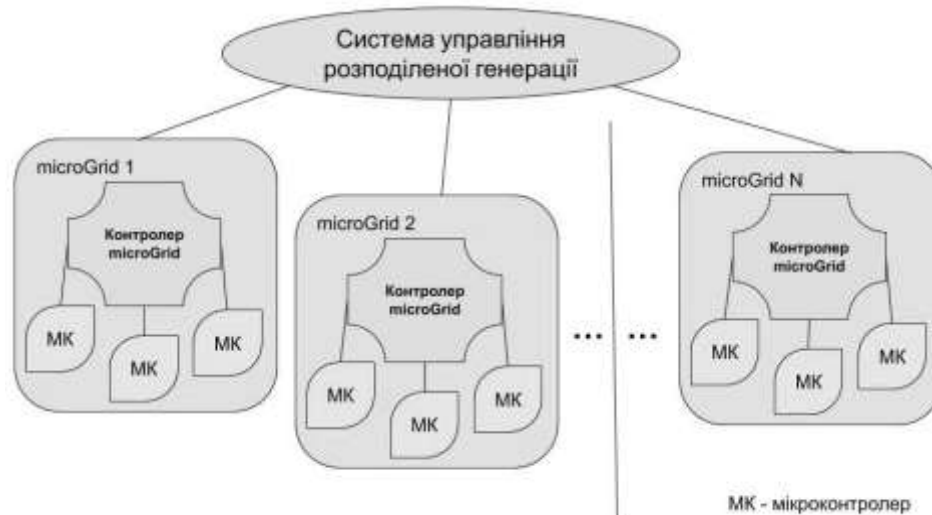 Система управління
розподіленої генерації
microGrid 1
Контролер
microGrid
МК
МК
МК
microGrid 2
Контролер
microGrid
МК
МК
МК
... ...
microGrid N
Контролер
microGrid
МК
МК
МК
МК - мікроконтролер